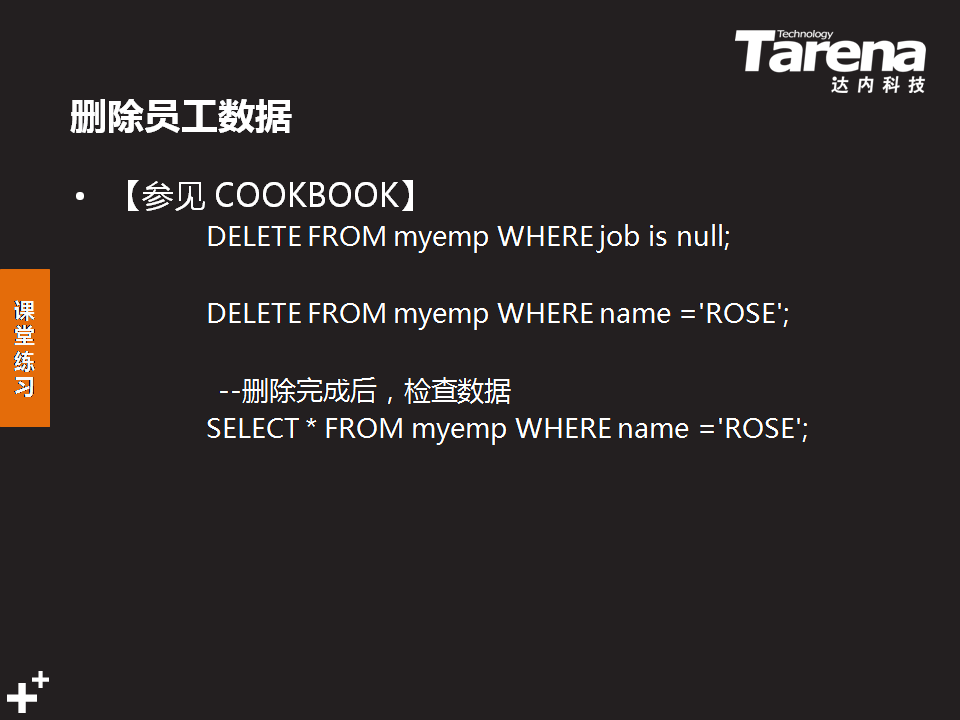 Technology
Tarena
达内科技
删除员工数据
• 【参见 COOKBOOK】
DELETE FROM myemp WHERE job is null;
DELETE FROM myemp WHERE name ='ROSE';
--删除完成后，检查数据
SELECT * FROM myemp WHERE name ='ROSE';
课堂练习